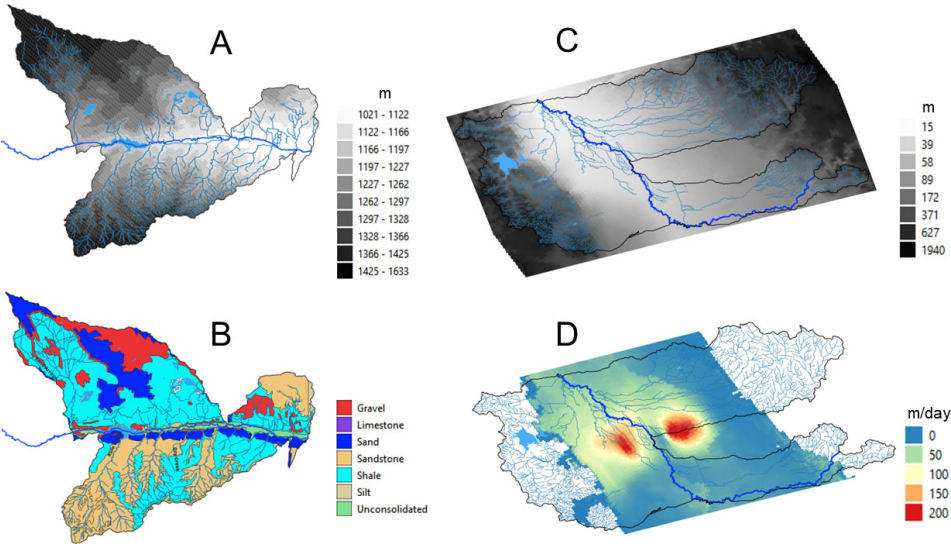 A
m
1021 - 1122
1122 - 1166
1166 - 1197
1197 - 1227
1227 - 1262
1262 - 1297
1297 - 1328
1328 - 1366
1366 - 1425
1425 - 1633
C
m
15
39
58
89
172
371
627
1940
B
Gravel
Limestone
Sand
Sandstone
Shale
Silt
Unconsolidated
D
m/day
0
50
100
150
200